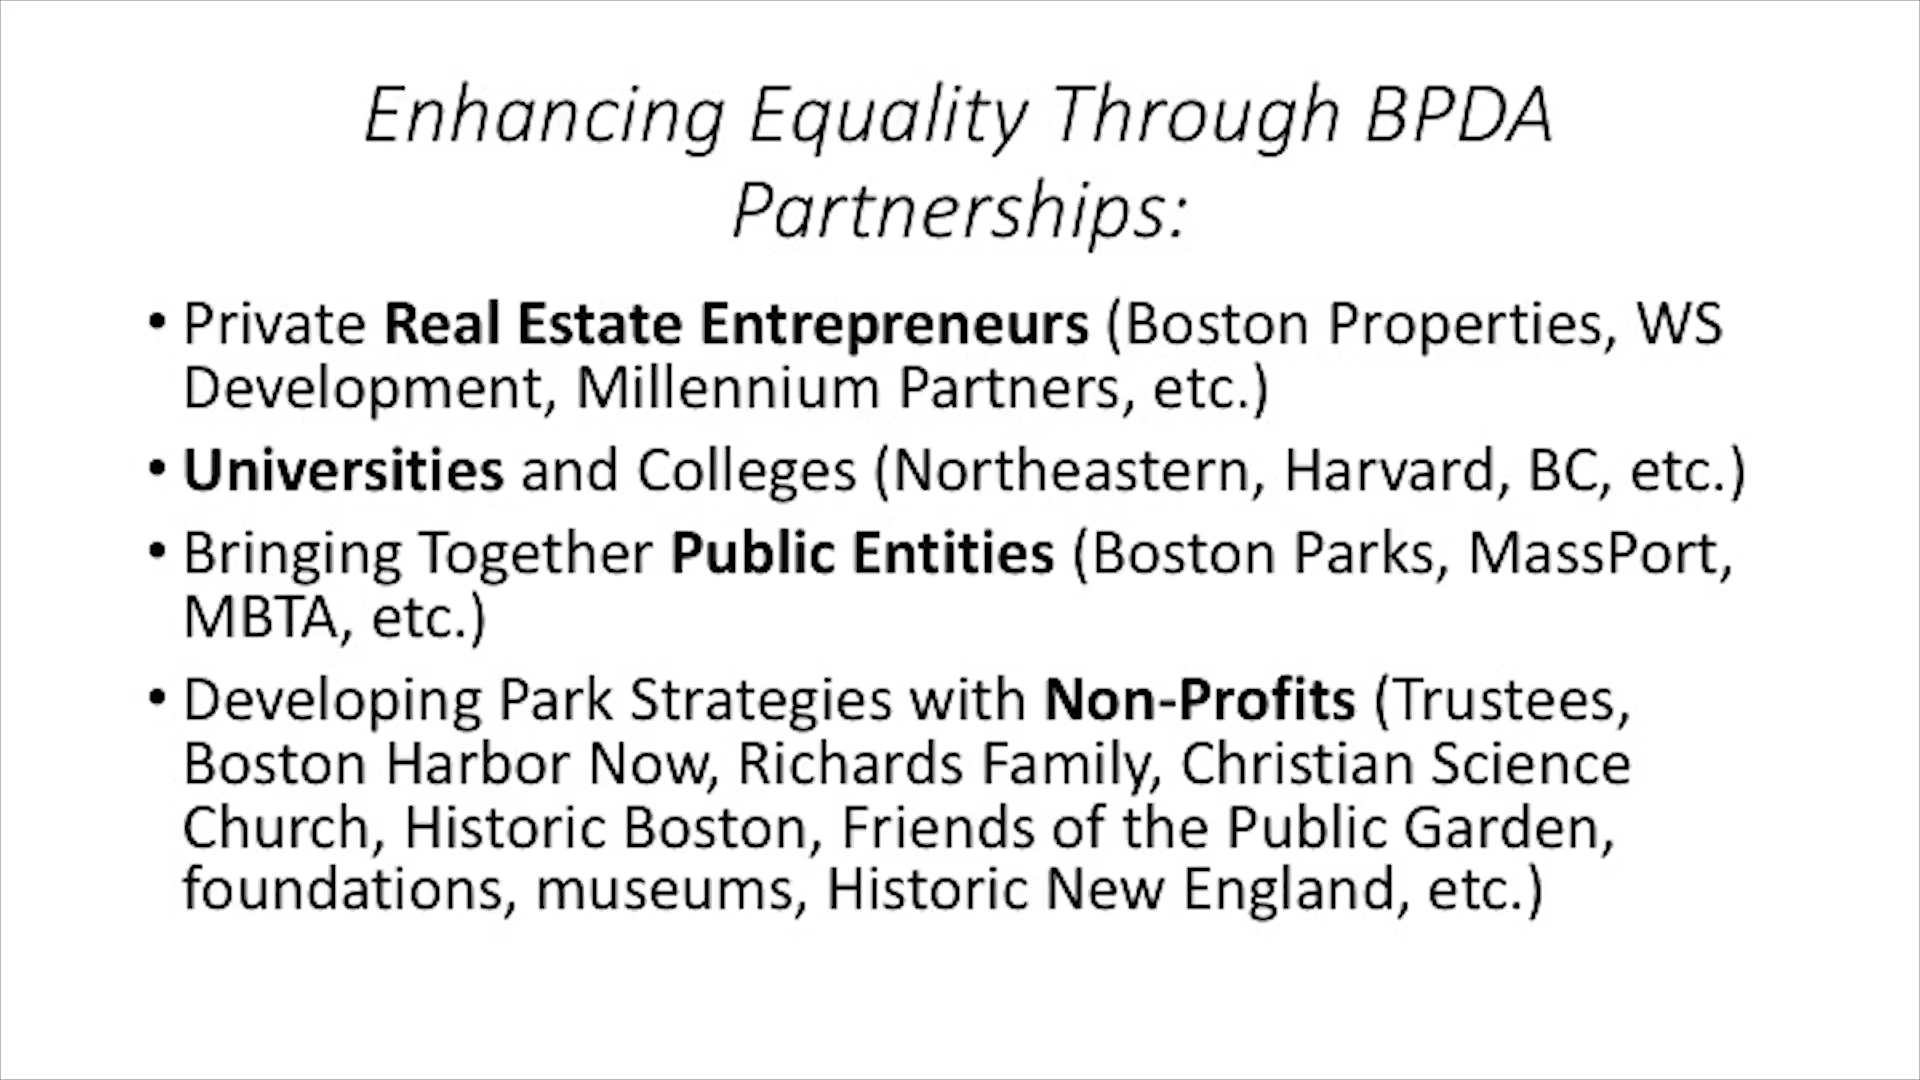 Enhancing Equality Through BPDA
Partnerships:
• Private Real Estate Entrepreneurs (Boston Properties, WS
Development, Millennium Partners, etc.)
• Universities and Colleges (Northeastern, Harvard, BC, etc.)
• Bringing Together Public Entities (Boston Parks, MassPort,
MBTA, etc.)
• Developing Park Strategies with Non-Profits (Trustees,
Boston Harbor Now, Richards Family, Christian Science
Church, Historic Boston, Friends of the Public Garden,
foundations, museums, Historic New England, etc.)